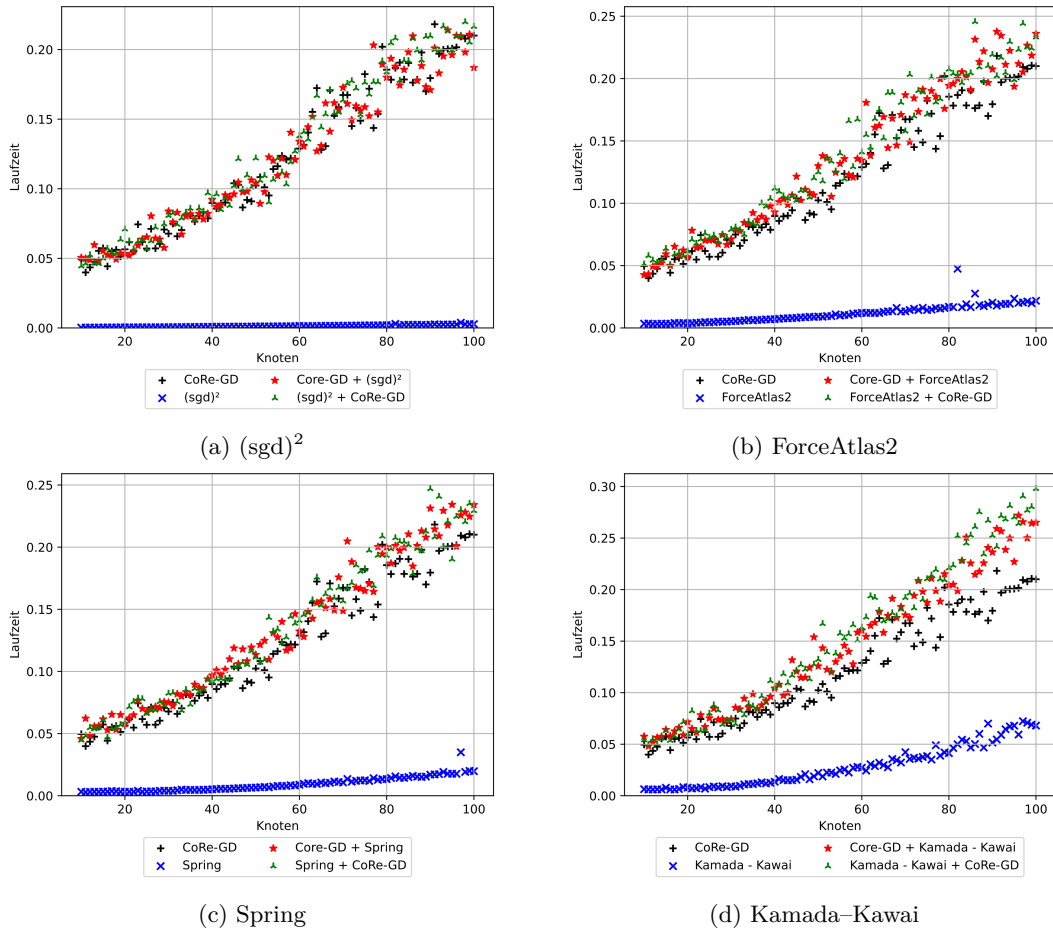 0.20
0.15
0.10
0.05
0.00
Laufzeit
20 40 60 80 100
Knoten
CoRe-GD Core-GD + (sgd)²
(sgd)² (sgd)² + CoRe-GD
(a) (sgd)²
0.25
0.20
0.15
0.10
0.05
0.00
Laufzeit
20 40 60 80 100
Knoten
CoRe-GD Core-GD + ForceAtlas2
ForceAtlas2 ForceAtlas2 + CoRe-GD
(b) ForceAtlas2
0.25
0.20
0.15
0.10
0.05
0.00
Laufzeit
20 40 60 80 100
Knoten
CoRe-GD Core-GD + Spring
Spring Spring + CoRe-GD
(c) Spring
0.30
0.25
0.20
0.15
0.10
0.05
0.00
Laufzeit
20 40 60 80 100
Knoten
CoRe-GD Core-GD + Kamada - Kawai
Kamada - Kawai Kamada - Kawai + CoRe-GD
(d) Kamada–Kawai